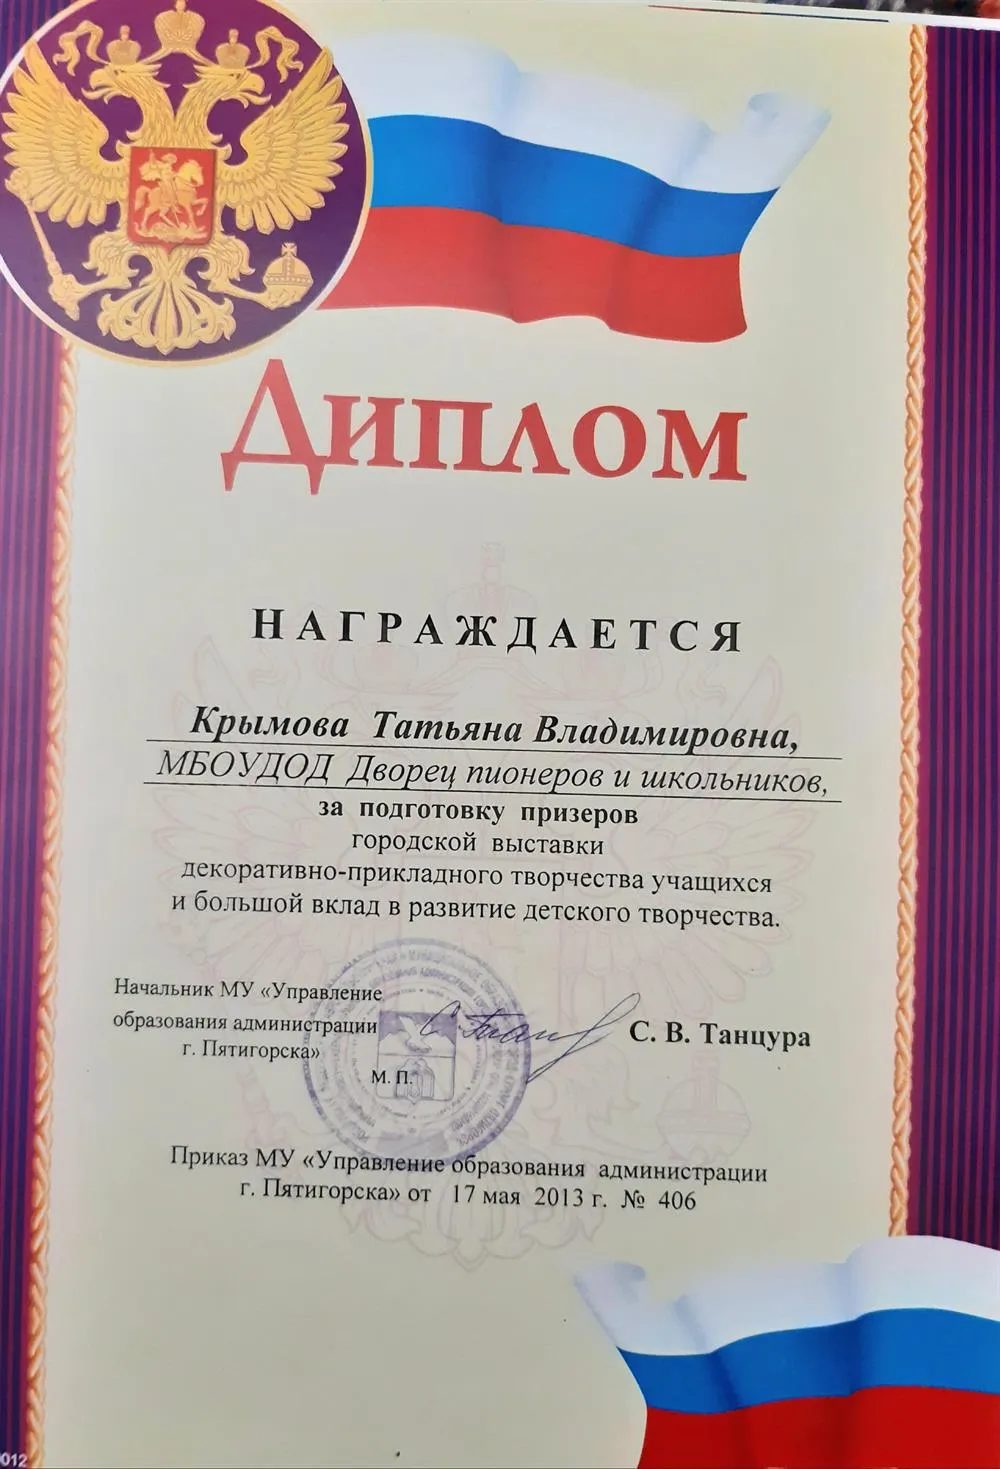 Диплом
НАГРАЖДАЕТСЯ
Крымова Татьяна Владимировна,
МБОУДОД Дворец пионеров и школьников,
за подготовку призеров
городской выставки
декоративно-прикладного творчества учащихся
и большой вклад в развитие детского творчества.
Начальник МУ «Управление
образования администрации
г. Пятигорска»
С. В. Танцура
М. П.
Приказ МУ «Управление образования администрации
г. Пятигорска» от 17 мая 2013 г. № 406
012